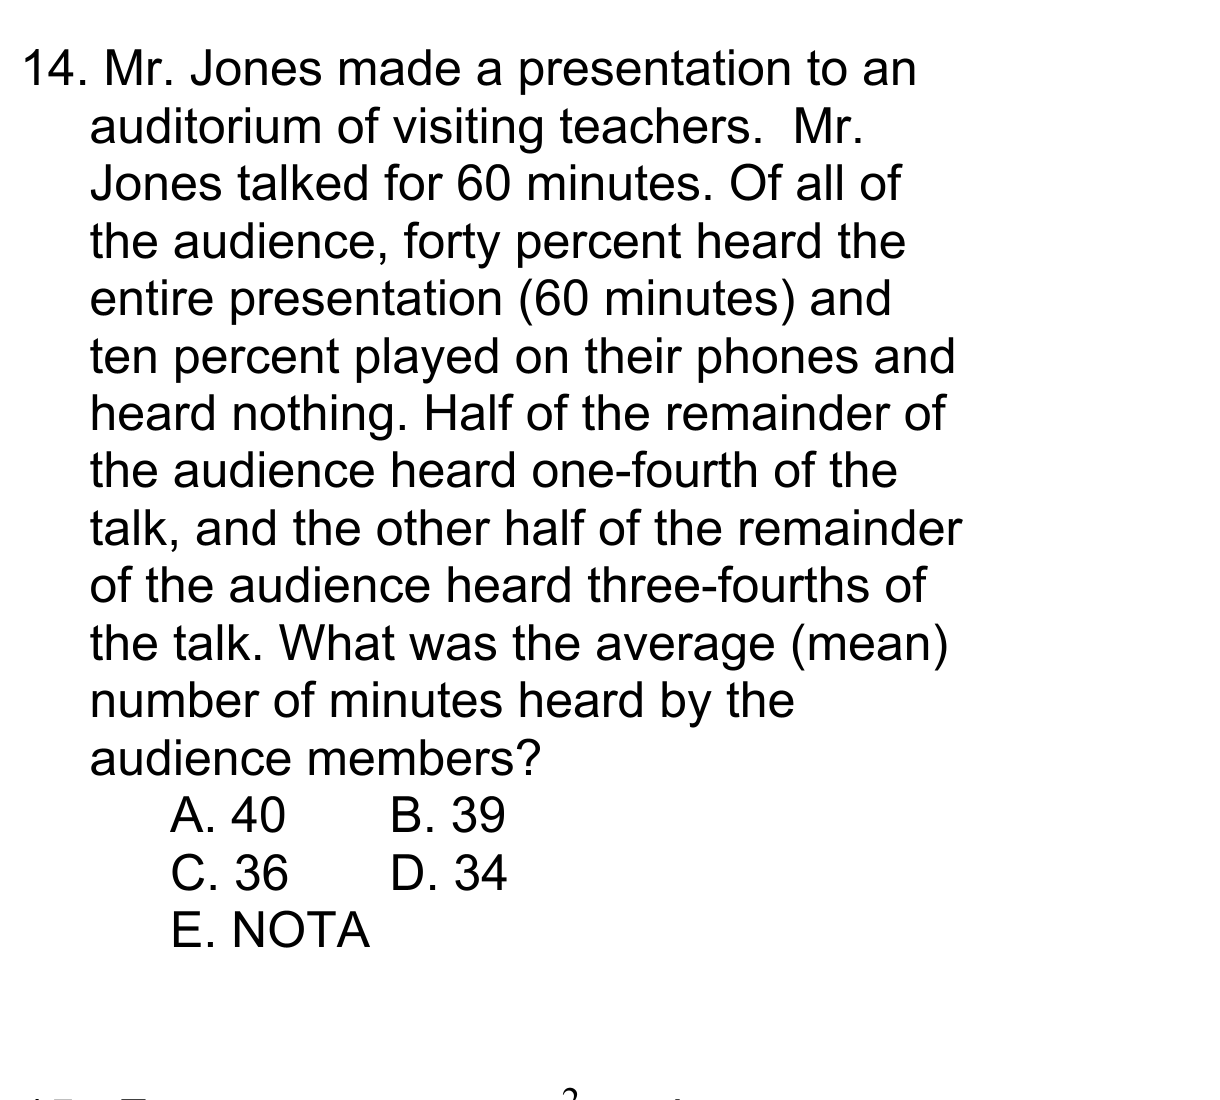 14. Mr. Jones made a presentation to an
auditorium of visiting teachers.  Mr.
Jones talked for 60 minutes. Of all of
the audience, forty percent heard the
entire presentation (60 minutes) and
ten percent played on their phones and
heard nothing. Half of the remainder of
the audience heard one-fourth of the
talk, and the other half of the remainder
of the audience heard three-fourths of
the talk. What was the average (mean)
number of minutes heard by the
audience members?
A. 40 B. 39
C. 36 D. 34
E. NOTA